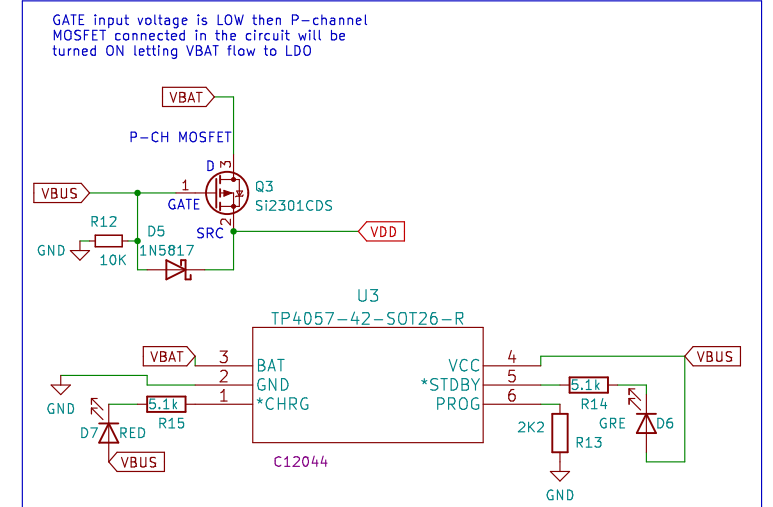 GATE input voltage is LOW then P-channel
MOSFET connected in the circuit will be
turned ON letting VBAT flow to LDO
VBAT
P-CH MOSFET
D 3
1
Q3
VBUS
GATE
Si2301CDS
2
R12
SRC
VDD
D5
GND
1N5817
10K
U3
TP4057-42-SOT26-R
VBAT
3
BAT
VCC
4
VBUS
2
GND
*STDBY
5
5.1k
GND
5.1k
1
*CHRG
PROG
6
R14
D7
RED
R15
2K2
GRE
D6
R13
VBUS
C12044
GND